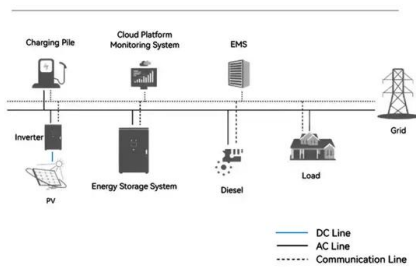 Charging Pile
Cloud Platform
Monitoring System
EMS
Grid
Inverter
PV
Energy Storage System
Diesel
Load
DC Line
AC Line
Communication Line